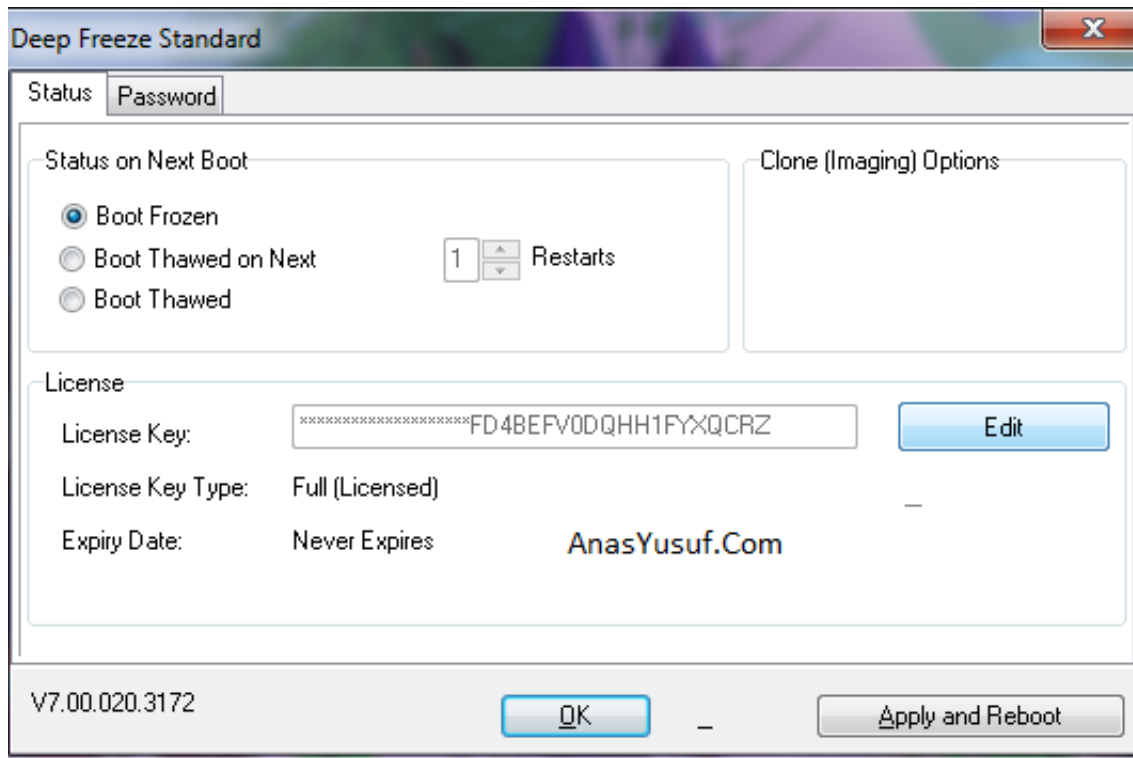 Deep Freeze Standard
Status Password
Status on Next Boot
Boot Frozen
Boot Thawed on Next 1 Restarts
Boot Thawed
Clone (Imaging) Options
License
License Key: *******************FD4BEFV0DQHH1FYXQCRZ Edit
License Key Type: Full (Licensed)
Expiry Date: Never Expires
AnasYusuf.Com
V7.00.020.3172 OK Apply and Reboot